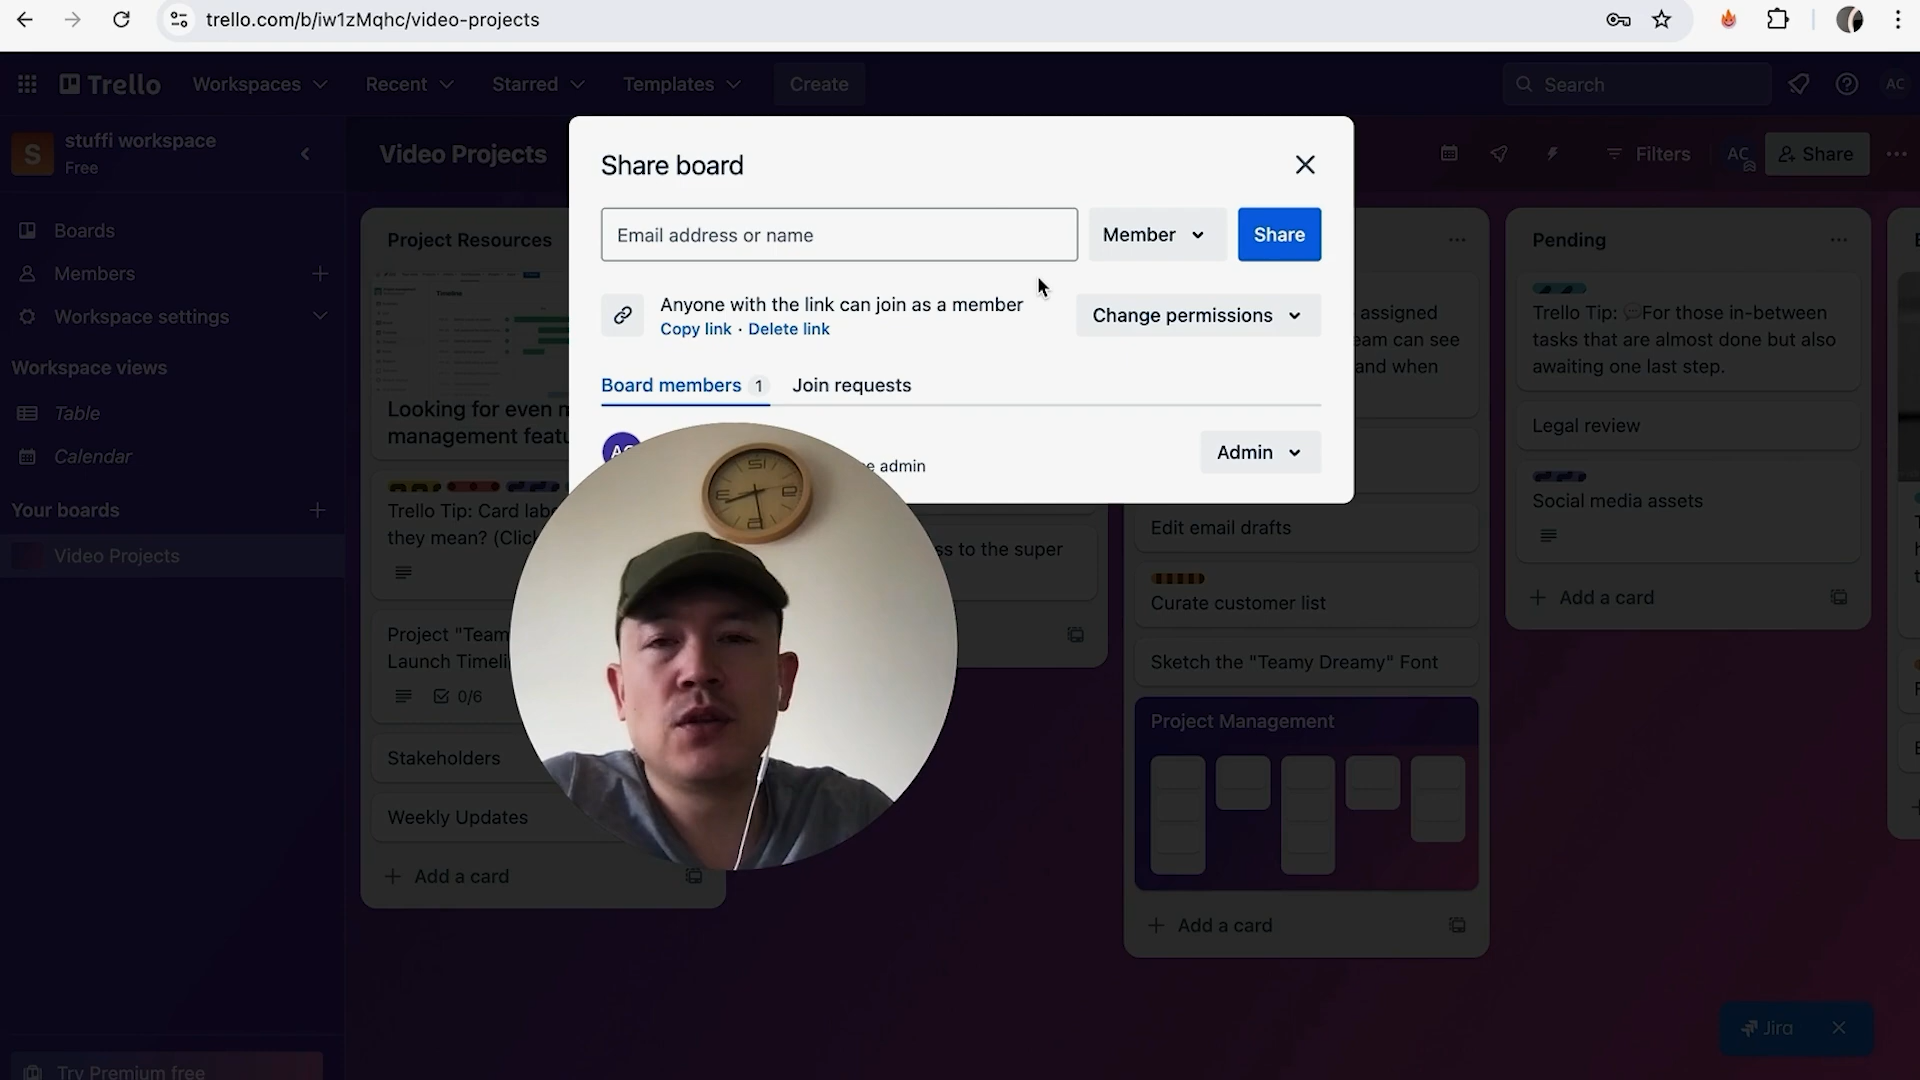 trello.com/b/iw1zMqhc/video-projects
Trello
Workspaces
Recent
Starred
Templates
Create
Search
AC
S
stuffi workspace
Free
Boards
Members
Workspace settings
Workspace views
Table
Calendar
Your boards
Video Projects
Try Premium free
Video Projects
Filters
AC
Share
Share board
Email address or name
Member
Share
Anyone with the link can join as a member
Copy link · Delete link
Change permissions
Board members 1
Join requests
admin
Admin
Project Resources
Timeline
Looking for even
management
Trello Tip: Card
they mean?
Project "Team
Launch
0/6
Stakeholders
Weekly Updates
Add a card
to the super
assigned
can see
and when
Edit email drafts
Curate customer list
Sketch the "Teamy Dreamy" Font
Project Management
Add a card
Pending
Trello Tip: 💬For those in-between
tasks that are almost done but also
awaiting one last step.
Legal review
Social media assets
Add a card
Jira